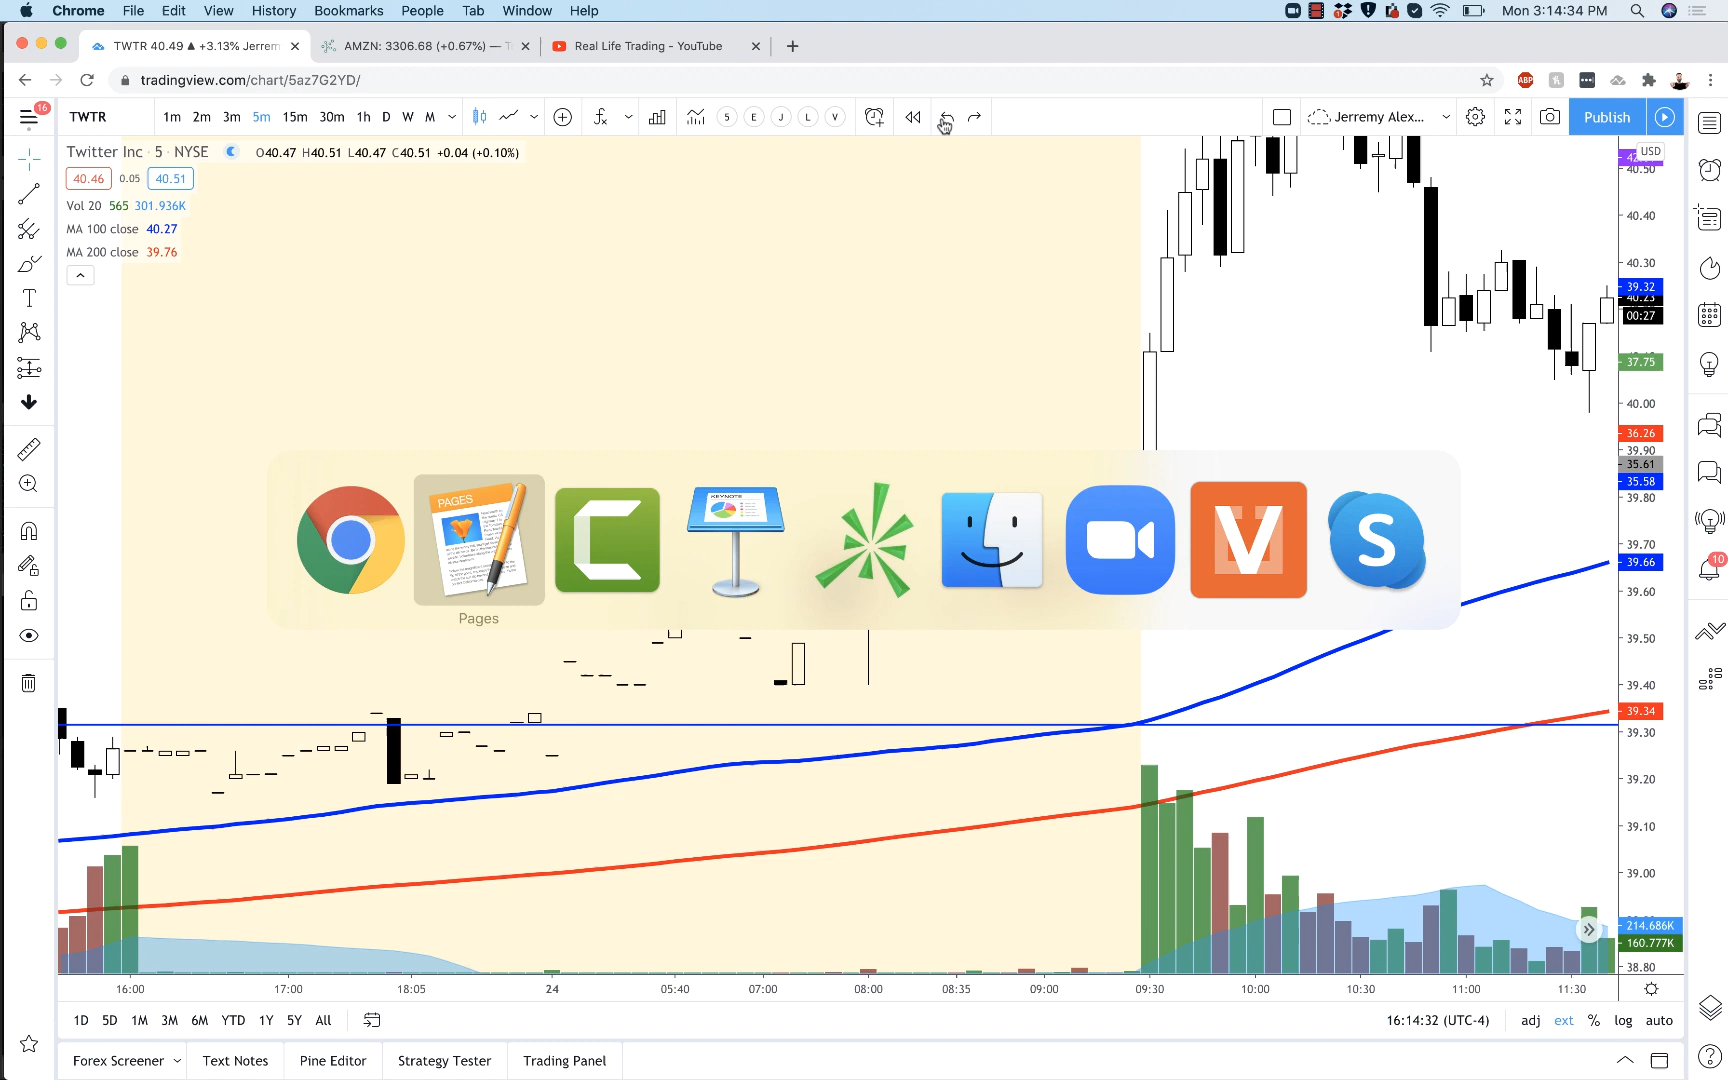 Chrome File Edit View History Bookmarks People Tab Window Help Mon 3:14:34 PM
TWTR 40.49 ▲ +3.13% Jerrem
AMZN: 3306.68 (+0.67%) —
Real Life Trading - YouTube
tradingview.com/chart/5az7G2YD/
ABP
16
TWTR 1m 2m 3m 5m 15m 30m 1h D W M
5 E J L V
Jerremy Alex...
Publish
Twitter Inc · 5 · NYSE O40.47 H40.51 L40.47 C40.51 +0.04 (+0.10%)
40.46 0.05 40.51
Vol 20 565 301.936K
MA 100 close 40.27
MA 200 close 39.76
USD
40.50
40.40
40.30
39.32
40.23
00:27
37.75
40.00
36.26
39.90
35.61
35.58
39.80
39.70
39.66
39.60
39.50
39.40
39.34
39.30
39.20
39.10
39.00
214.686K
160.777K
38.80
PAGES
KEYNOTE
Pages
10
16:00 17:00 18:05 24 05:40 07:00 08:00 08:35 09:00 09:30 10:00 10:30 11:00 11:30
1D 5D 1M 3M 6M YTD 1Y 5Y All
16:14:32 (UTC-4) adj ext % log auto
Forex Screener Text Notes Pine Editor Strategy Tester Trading Panel